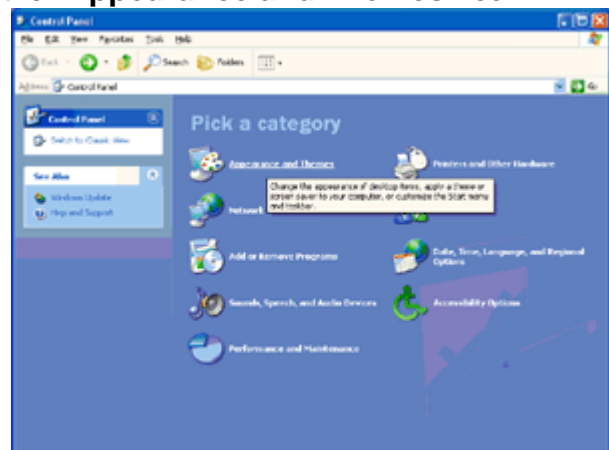 Control Panel
File Edit View Favorites Tools Help
Back Search Folders
Address Control Panel Go
Control Panel
Switch to Classic View
See Also
Windows Update
Help and Support
Pick a category
Appearance and Themes
Printers and Other Hardware
Change the appearance of desktop items, apply a theme or
screen saver to your computer, or customize the Start menu
and taskbar.
Network
Add or Remove Programs
Date, Time, Language, and Regional
Options
Sounds, Speech, and Audio Devices
Accessibility Options
Performance and Maintenance